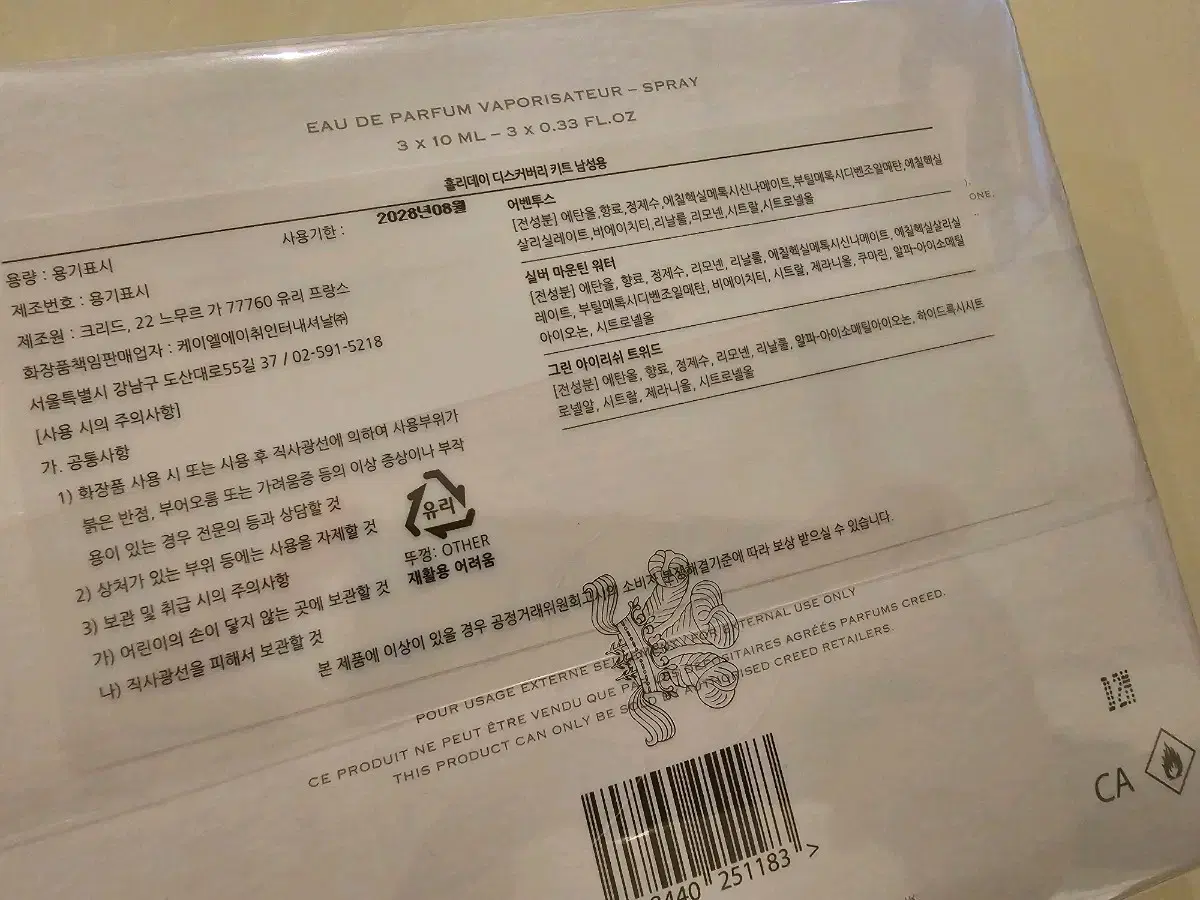 EAU DE PARFUM VAPORISATEUR – SPRAY
3 x 10 ML – 3 x 0.33 FL.OZ
홀리데이 디스커버리 키트 남성용
사용기한 : 2028년08월
용량 : 용기표시
제조번호 : 용기표시
제조원 : 크리드, 22 느무르 가 77760 유리 프랑스
화장품책임판매업자 : 케이엘에이취인터내셔날㈜
서울특별시 강남구 도산대로55길 37 / 02-591-5218
[사용 시의 주의사항]
가. 공통사항
1) 화장품 사용 시 또는 사용 후 직사광선에 의하여 사용부위가
붉은 반점, 부어오름 또는 가려움증 등의 이상 증상이나 부작
용이 있는 경우 전문의 등과 상담할 것
2) 상처가 있는 부위 등에는 사용을 자제할 것
3) 보관 및 취급 시의 주의사항
가) 어린이의 손이 닿지 않는 곳에 보관할 것
나) 직사광선을 피해서 보관할 것
유리
뚜껑: OTHER
재활용 어려움
어벤투스
[전성분] 에탄올,향료,정제수,에칠헥실메톡시신나메이트,부틸메톡시디벤조일메탄,에칠헥실
살리실레이트,비에이치티,리날룰,리모넨,시트랄,시트로넬올
실버 마운틴 워터
[전성분] 에탄올, 향료, 정제수, 리모넨, 리날룰, 에칠헥실메톡시신나메이트, 에칠헥실살리실
레이트, 부틸메톡시디벤조일메탄, 비에이치티, 시트랄, 제라니올, 쿠마린, 알파-아이소메틸
아이오논, 시트로넬올
그린 아이리쉬 트위드
[전성분] 에탄올, 향료, 정제수, 리모넨, 리날룰, 알파-아이소메틸아이오논, 하이드록시시트
로넬알, 시트랄, 제라니올, 시트로넬올
ONE,
본 제품에 이상이 있을 경우 공정거래위원회고시의 소비자 분쟁해결기준에 따라 보상 받으실 수 있습니다.
POUR USAGE EXTERNE FOR EXTERNAL USE ONLY
CE PRODUIT NE PEUT ÊTRE VENDU QUE AGRÉÉS PARFUMS CREED.
THIS PRODUCT CAN ONLY BE AUTHORISED CREED RETAILERS.
CA
440 251183 >